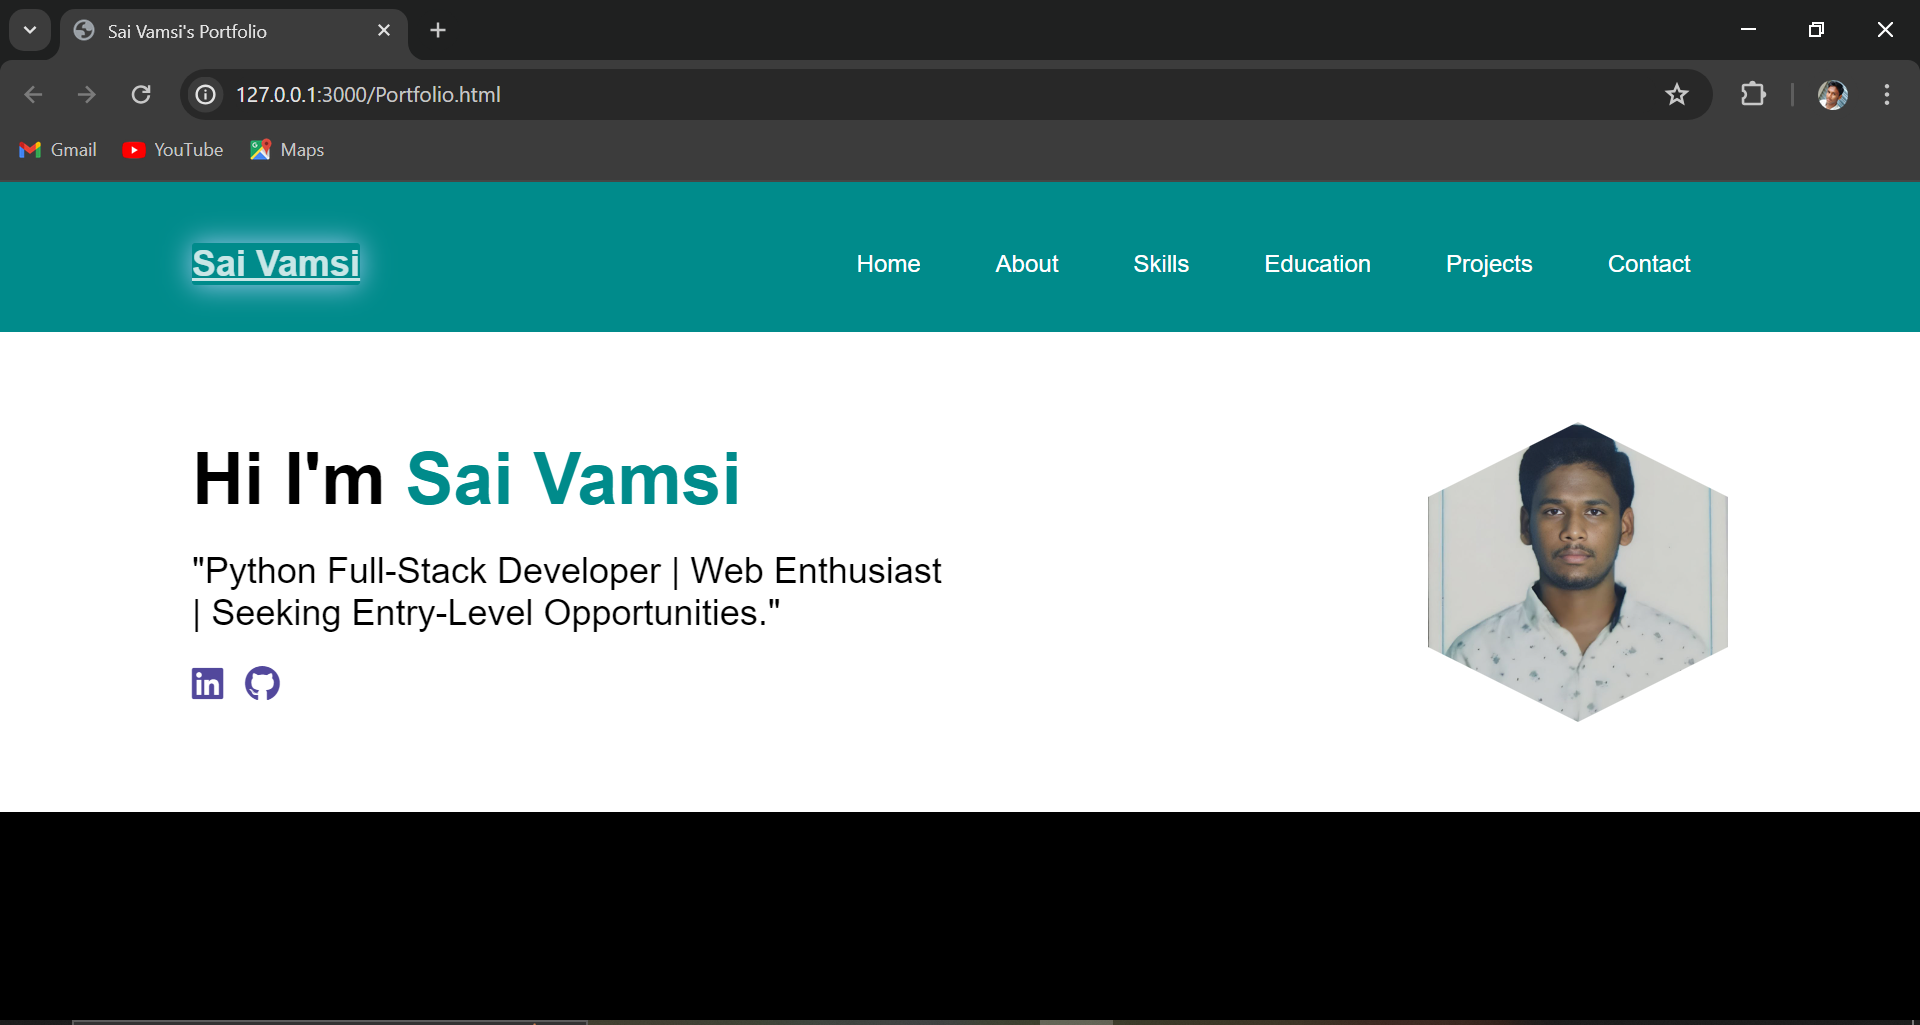 Sai Vamsi's Portfolio
127.0.0.1:3000/Portfolio.html
Gmail YouTube Maps
Sai Vamsi Home About Skills Education Projects Contact
Hi I'm Sai Vamsi
"Python Full-Stack Developer | Web Enthusiast
| Seeking Entry-Level Opportunities."
in